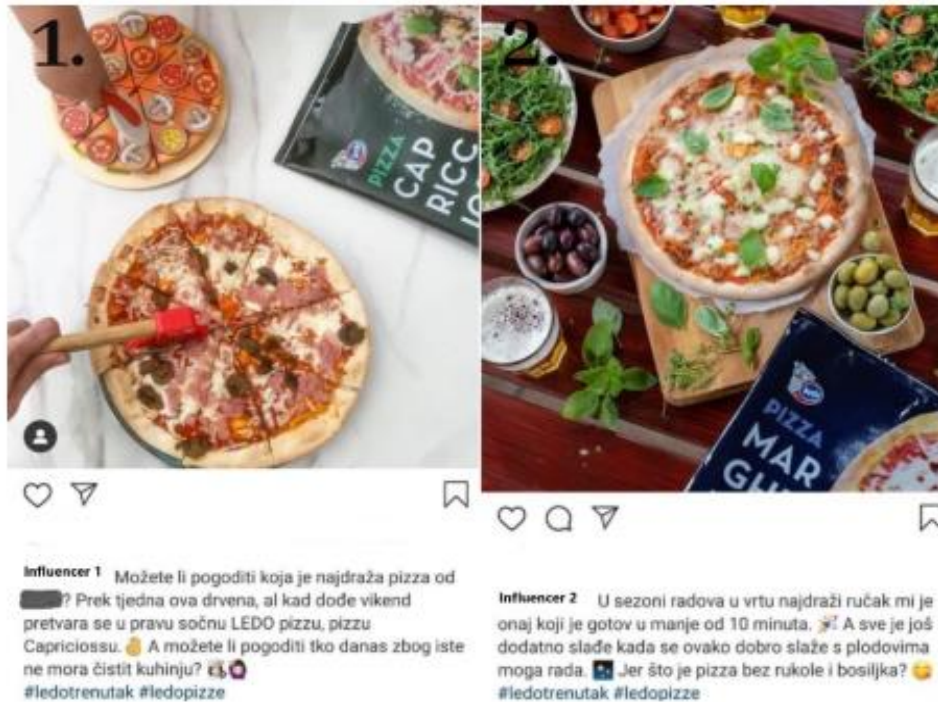 1.
PIZZA
CAP
RICC
2.
PIZZA
MAR
Influencer 1 Možete li pogoditi koja je najdraža pizza od
? Prek tjedna ova drvena, al kad dođe vikend
pretvara se u pravu sočnu LEDO pizzu, pizzu
Capriciossu. A možete li pogoditi tko danas zbog iste
ne mora čistit kuhinju?
#ledotrenutak #ledopizze
Influencer 2 U sezoni radova u vrtu najdraži ručak mi je
onaj koji je gotov u manje od 10 minuta. A sve je još
dodatno slađe kada se ovako dobro slaže s plodovima
moga rada. Jer što je pizza bez rukole i bosiljka?
#ledotrenutak #ledopizze